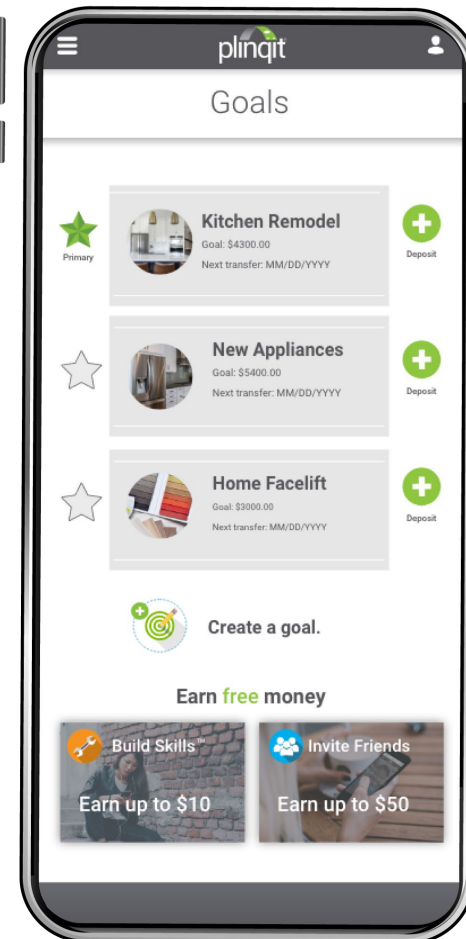 plinqit
Goals
Primary
Kitchen Remodel
Goal: $4300.00
Next transfer: MM/DD/YYYY
Deposit
New Appliances
Goal: $5400.00
Next transfer: MM/DD/YYYY
Deposit
Home Facelift
Goal: $3000.00
Next transfer: MM/DD/YYYY
Deposit
Create a goal.
Earn free money
Build Skills™
Earn up to $10
Invite Friends
Earn up to $50